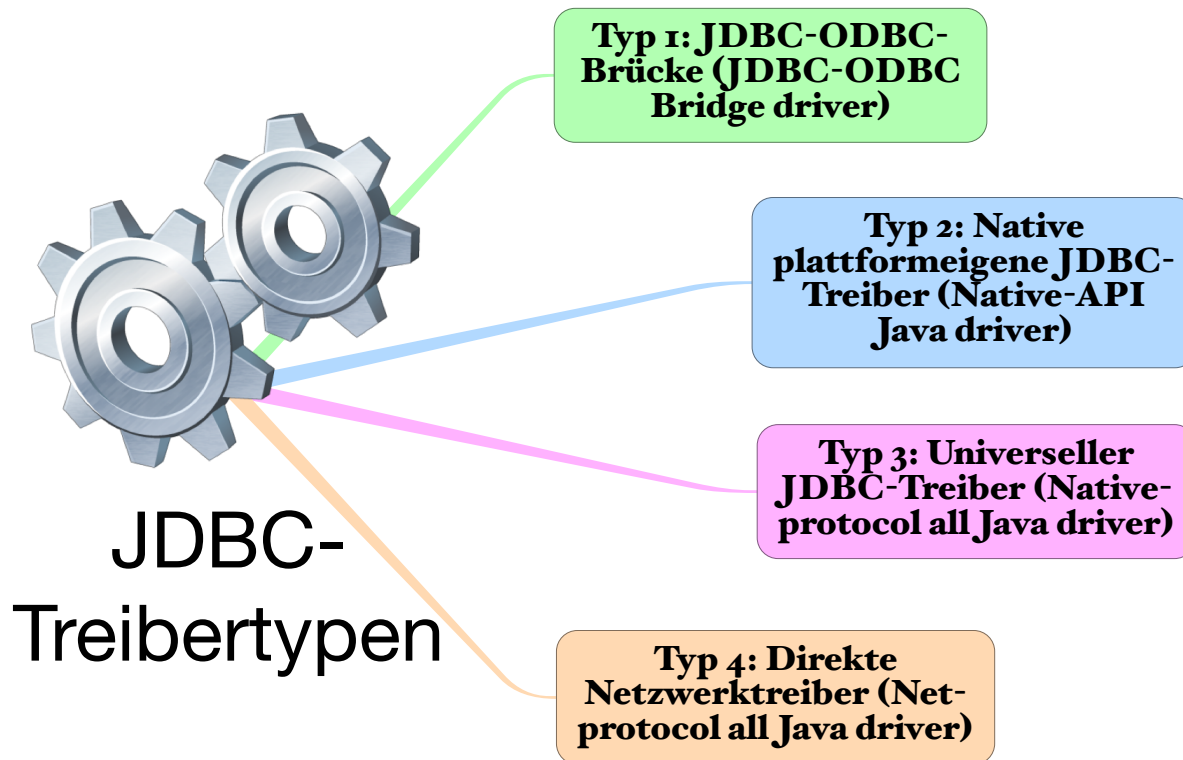 Typ 1: JDBC-ODBC-
Brücke (JDBC-ODBC
Bridge driver)
Typ 2: Native
plattformeigene JDBC-
Treiber (Native-API
Java driver)
Typ 3: Universeller
JDBC-Treiber (Native-
protocol all Java driver)
JDBC-
Treibertypen
Typ 4: Direkte
Netzwerktreiber (Net-
protocol all Java driver)